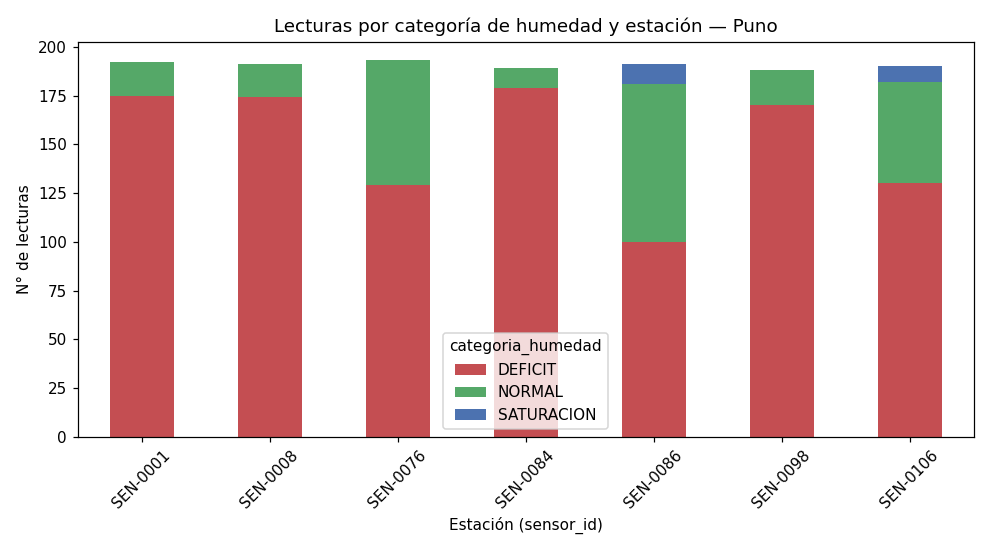 Lecturas por categoría de humedad y estación — Puno
N° de lecturas
200
175
150
125
100
75
50
25
0
categoria_humedad
DEFICIT
NORMAL
SATURACION
SEN-0001
SEN-0008
SEN-0076
SEN-0084
SEN-0086
SEN-0098
SEN-0106
Estación (sensor_id)